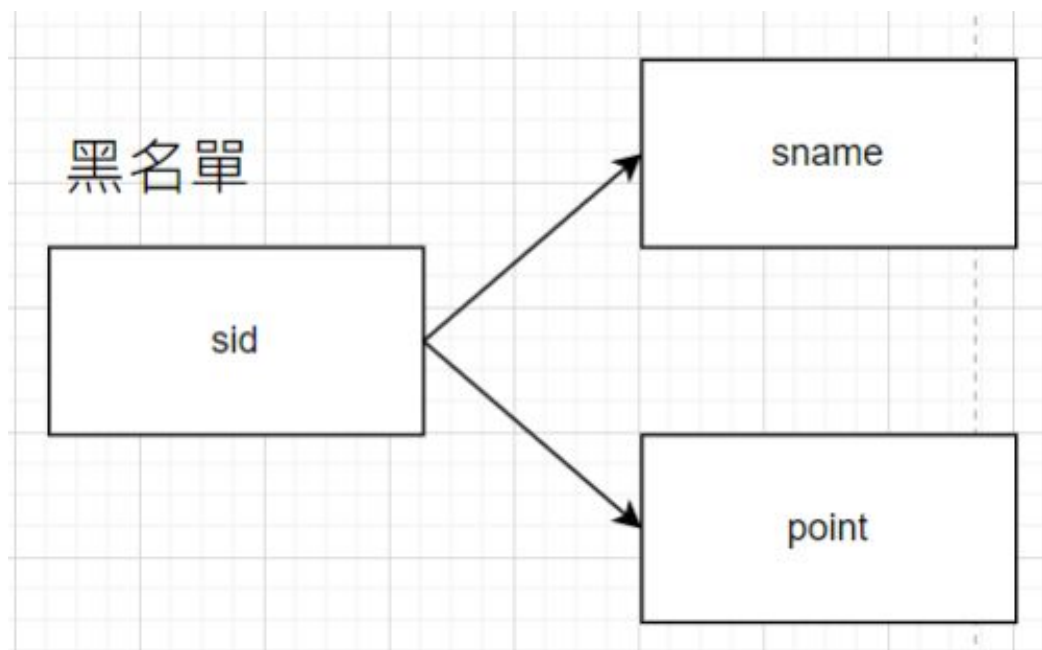 黑名單
sid
sname
point